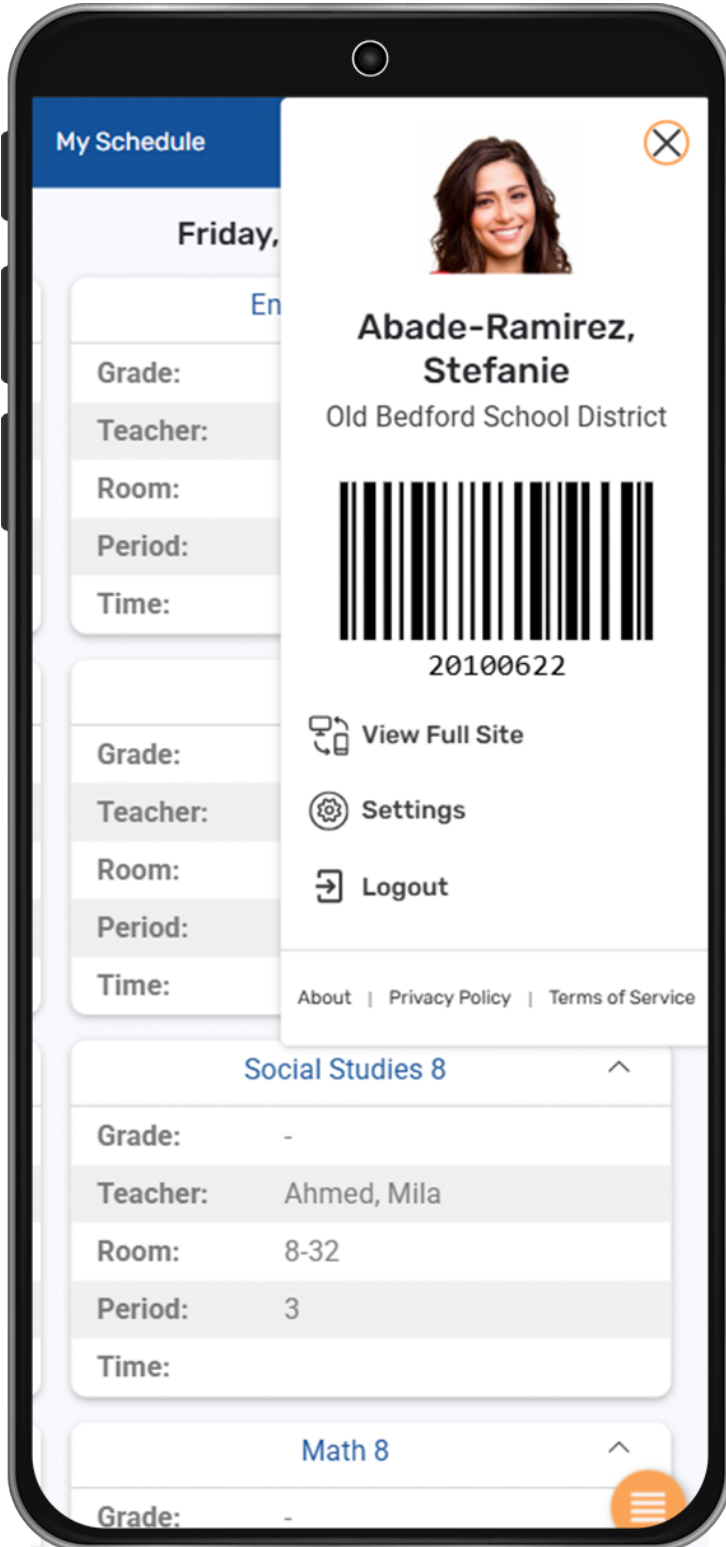 My Schedule
Friday,
En
Grade:
Teacher:
Room:
Period:
Time:
Grade:
Teacher:
Room:
Period:
Time:
Abade-Ramirez,
Stefanie
Old Bedford School District
20100622
View Full Site
Settings
Logout
About | Privacy Policy | Terms of Service
Social Studies 8
Grade: -
Teacher: Ahmed, Mila
Room: 8-32
Period: 3
Time:
Math 8
Grade: -